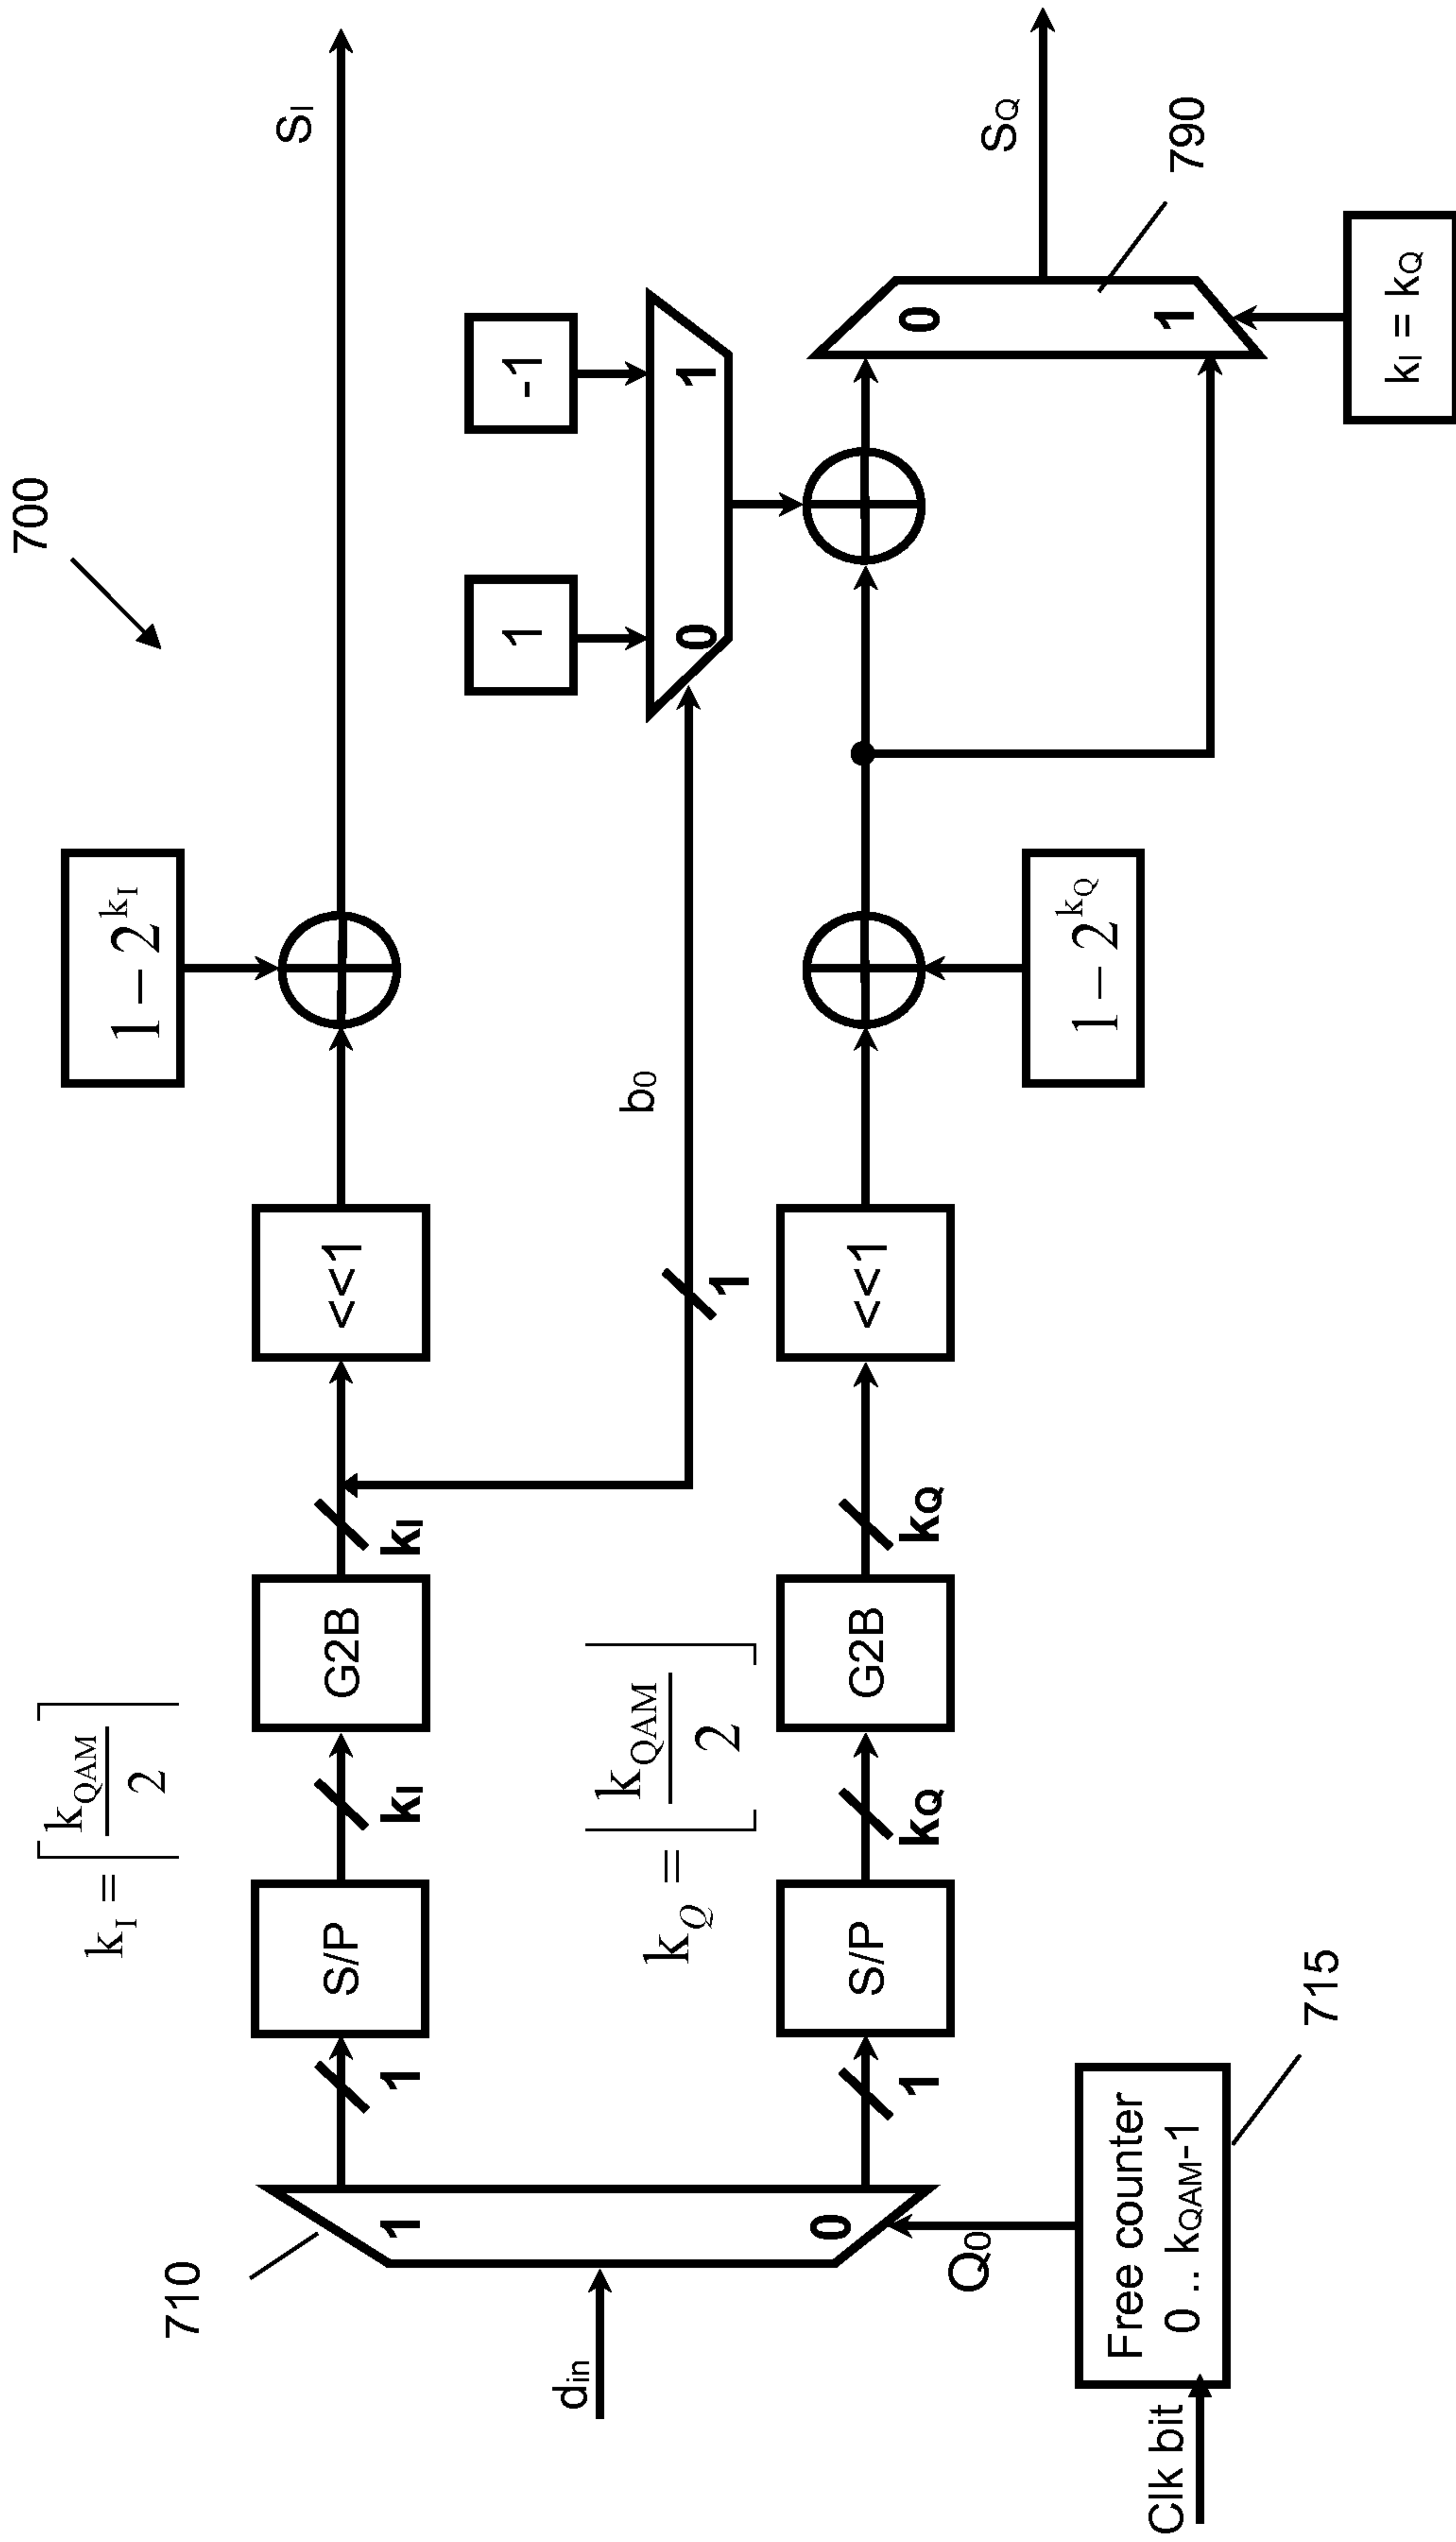 700
k_I = ⌈k_QAM / 2⌉
1 − 2^{k_I}
S_I
710
1
1
S/P
k_I
G2B
k_I
<<1
d_in
k_Q = ⌊k_QAM / 2⌋
b_0
1
1
-1
0
1
0
1
S/P
k_Q
G2B
k_Q
<<1
1 − 2^{k_Q}
0
1
S_Q
790
Q_0
Free counter
0 .. k_QAM-1
Clk bit
715
k_I = k_Q